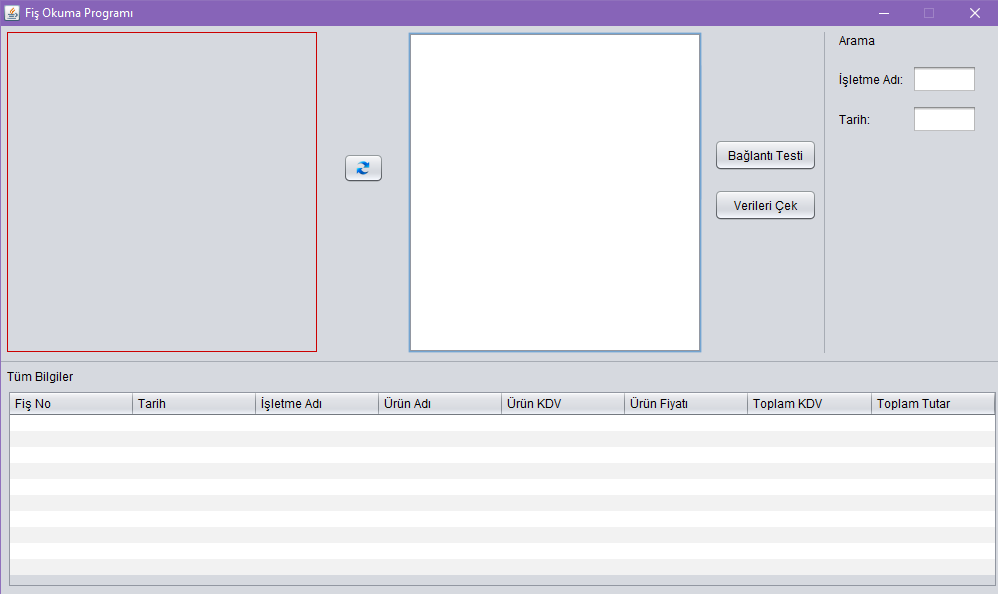 Fiş Okuma Programı
Arama
İşletme Adı:
Tarih:
Bağlantı Testi
Verileri Çek
Tüm Bilgiler
Fiş No Tarih İşletme Adı Ürün Adı Ürün KDV Ürün Fiyatı Toplam KDV Toplam Tutar